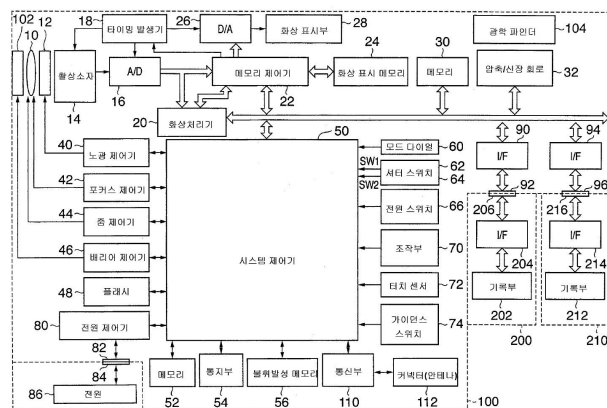 102 10 12
18
타이밍 발생기
26
D/A
화상 표시부
28
광학 파인더
104
촬상소자
14
A/D
16
메모리 제어기
22
24
화상 표시 메모리
30
메모리
압축/신장 회로
32
20
화상처리기
50
시스템 제어기
40
노광 제어기
42
포커스 제어기
44
줌 제어기
46
배리어 제어기
48
플래시
80
전원 제어기
82
84
86
전원
모드 다이얼
60
SW1
SW2
셔터 스위치
62
64
전원 스위치
66
조작부
70
터치 센서
72
가이던스
스위치
74
메모리
52
통지부
54
불휘발성 메모리
56
통신부
110
커넥터(안테나)
112
90
I/F
92
206
I/F
204
기록부
202
200
94
I/F
96
216
I/F
214
기록부
212
210
100